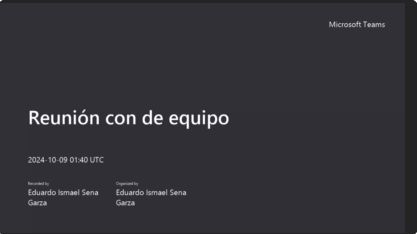 Microsoft Teams
Reunión con de equipo
2024-10-09 01:40 UTC
Recorded by
Organized by
Eduardo Ismael Sena
Garza
Eduardo Ismael Sena
Garza